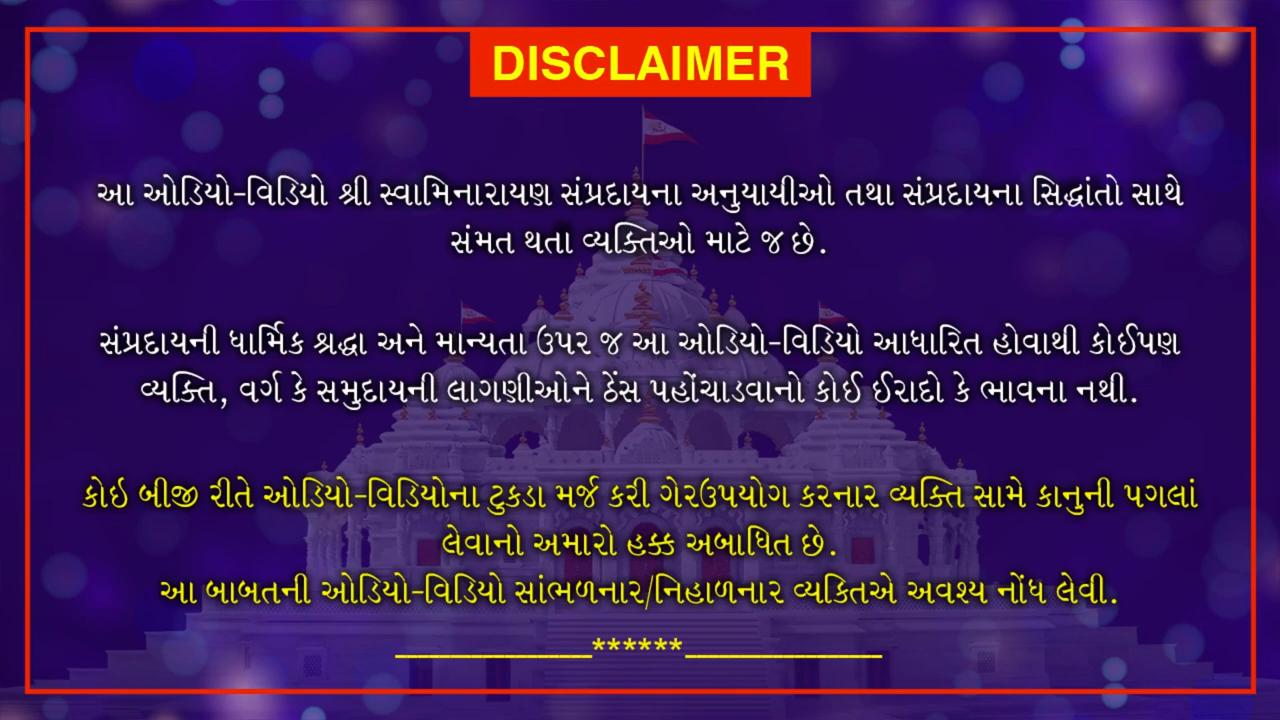 DISCLAIMER
આ ઓડિયો-વિડિયો શ્રી સ્વામિનારાયણ સંપ્રદાયના અનુયાયીઓ તથા સંપ્રદાયના સિદ્ધાંતો સાથે
સંમત થતા વ્યક્તિઓ માટે જ છે.
સંપ્રદાયની ધાર્મિક શ્રદ્ધા અને માન્યતા ઉપર જ આ ઓડિયો-વિડિયો આધારિત હોવાથી કોઈપણ
વ્યક્તિ, વર્ગ કે સમુદાયની લાગણીઓને ઠેંસ પહોંચાડવાનો કોઈ ઈરાદો કે ભાવના નથી.
કોઇ બીજી રીતે ઓડિયો-વિડિયોના ટુકડા મર્જ કરી ગેરઉપયોગ કરનાર વ્યક્તિ સામે કાનુની પગલાં
લેવાનો અમારો હક્ક અબાધિત છે.
આ બાબતની ઓડિયો-વિડિયો સાંભળનાર/નિહાળનાર વ્યકિતએ અવશ્ય નોંધ લેવી.
_________________******_________________